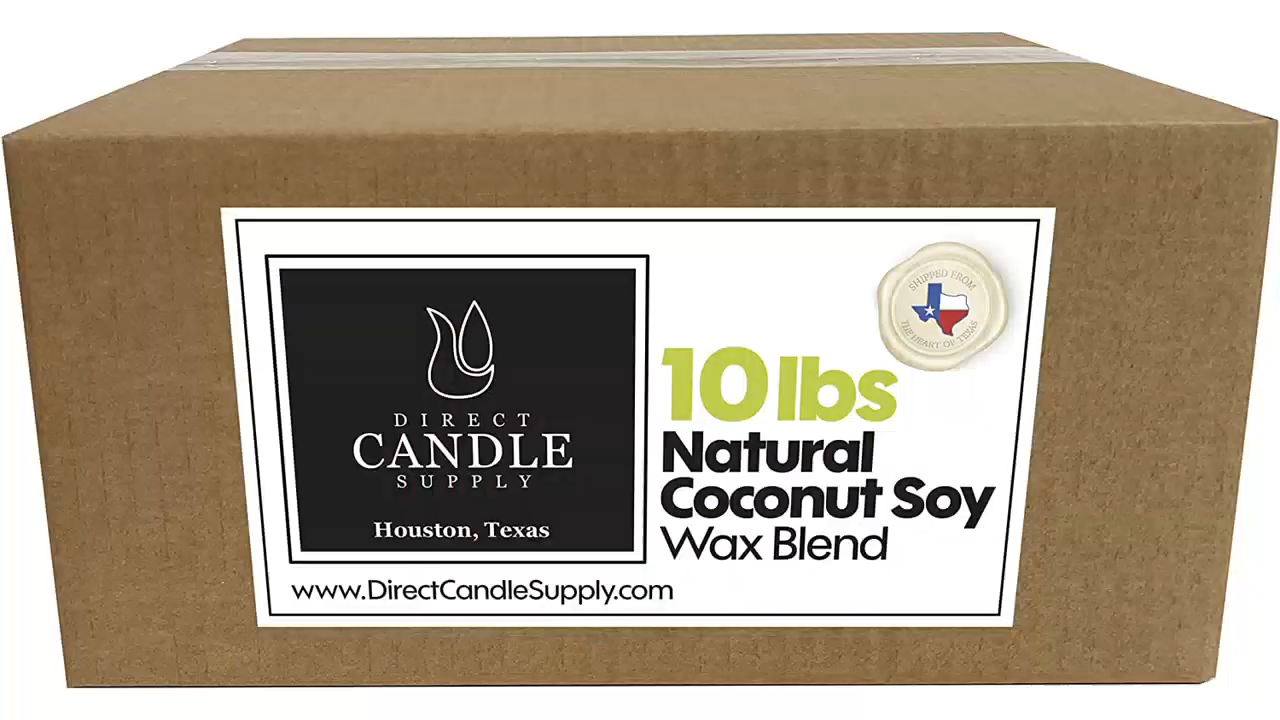 SHIPPED FROM
THE HEART OF TEXAS
DIRECT
CANDLE
SUPPLY
Houston, Texas
10 lbs
Natural
Coconut Soy
Wax Blend
www.DirectCandleSupply.com